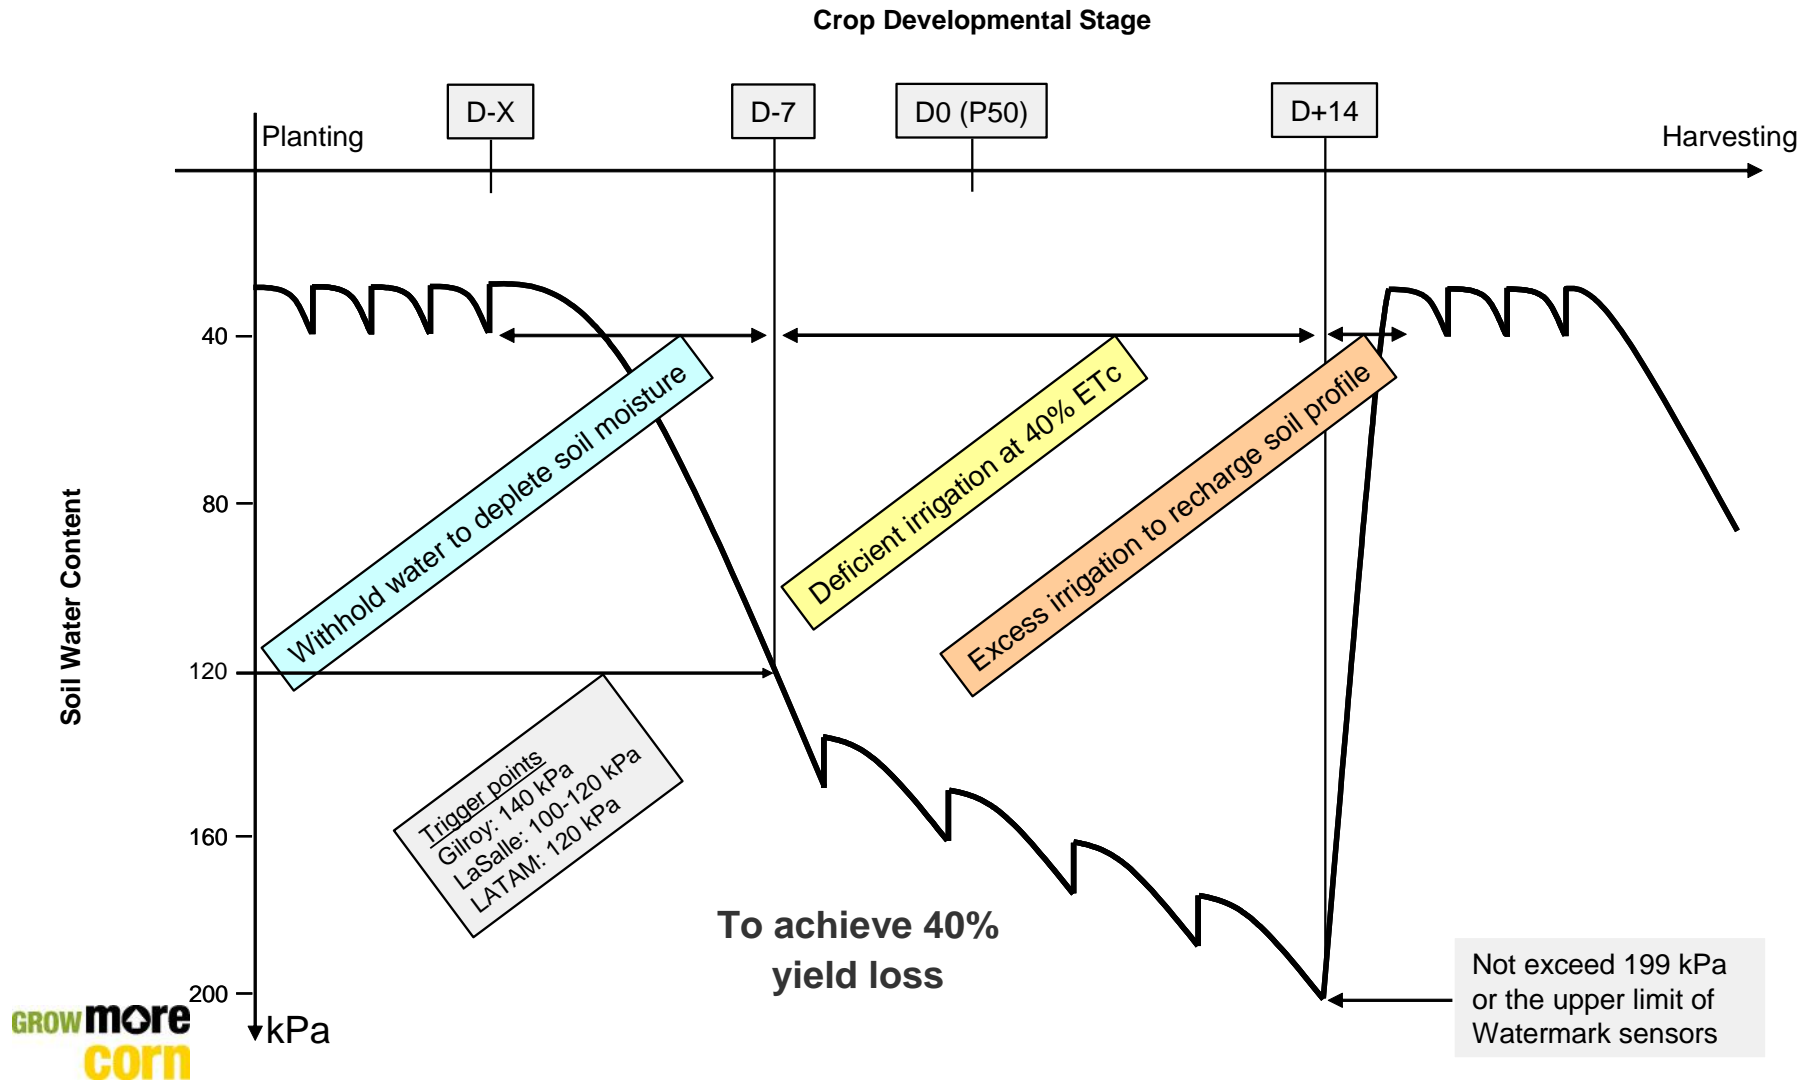 Crop Developmental Stage
D-X
D-7
D0 (P50)
D+14
Planting
Harvesting
40
80
120
160
200
kPa
Soil Water Content
Withhold water to deplete soil moisture
Deficient irrigation at 40% ETc
Excess irrigation to recharge soil profile
Trigger points
Gilroy: 140 kPa
LaSalle: 100-120 kPa
LATAM: 120 kPa
To achieve 40%
yield loss
Not exceed 199 kPa
or the upper limit of
Watermark sensors
GROW more
corn